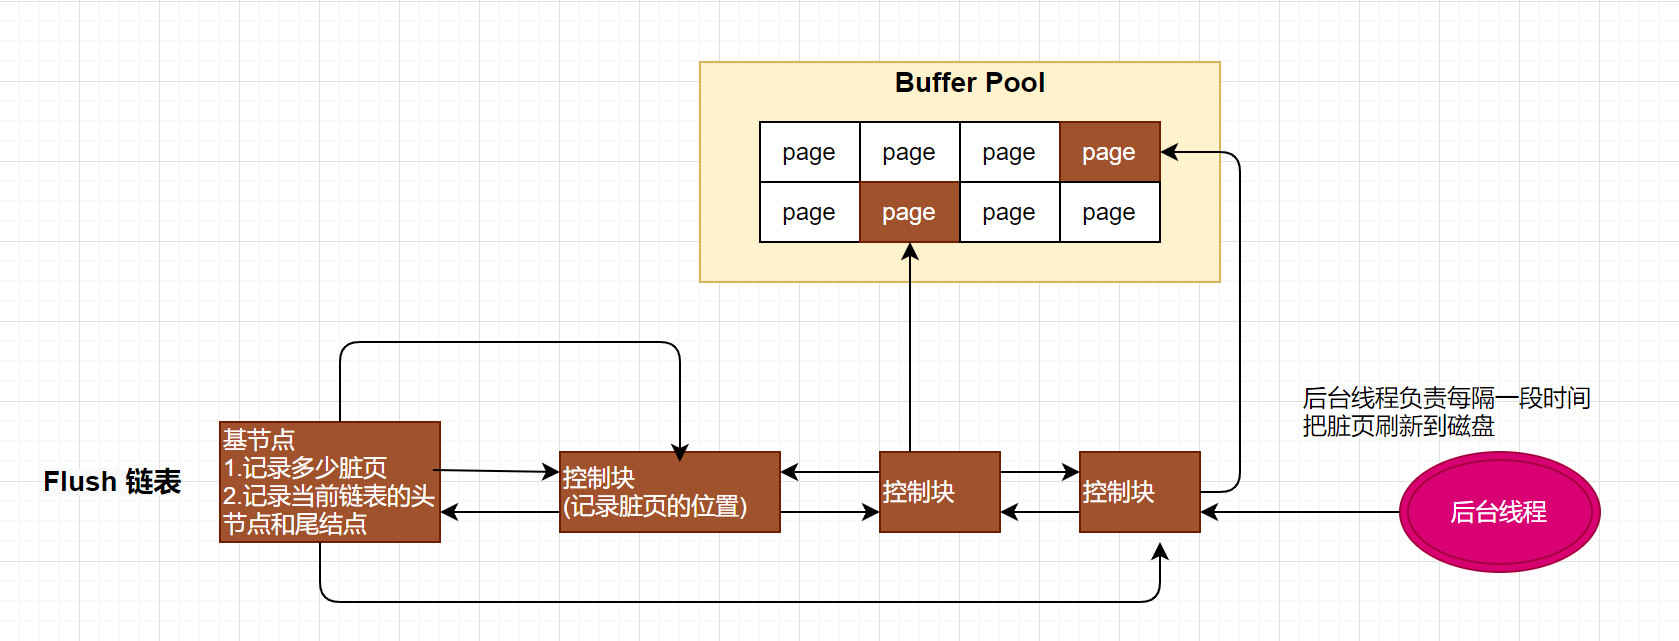 Buffer Pool
page page page page
page page page page
后台线程负责每隔一段时间
把脏页刷新到磁盘
Flush 链表
基节点
1.记录多少脏页
2.记录当前链表的头
节点和尾结点
控制块
(记录脏页的位置)
控制块
控制块
后台线程